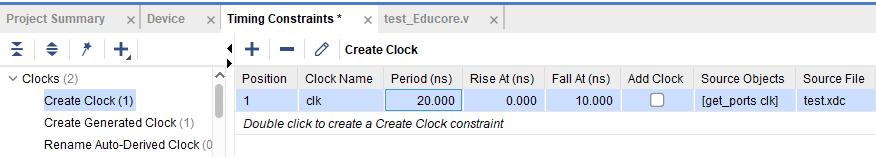 Project Summary × Device × Timing Constraints * × test_Educore.v ×
Create Clock
Clocks (2)
Create Clock (1)
Create Generated Clock (1)
Rename Auto-Derived Clock (0
Position Clock Name Period (ns) Rise At (ns) Fall At (ns) Add Clock Source Objects Source File
1 clk 20.000 0.000 10.000 [get_ports clk] test.xdc
Double click to create a Create Clock constraint